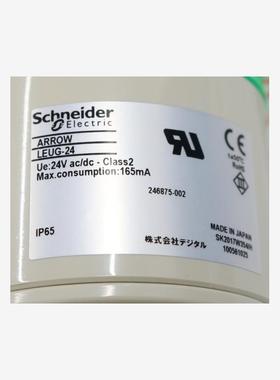 Schneider
Electric
ARROW
LEUG-24
Ue:24V ac/dc - Class2
Max.consumption:165mA
246875-002
IP65
株式会社デジタル
MADE IN JAPAN
100561025